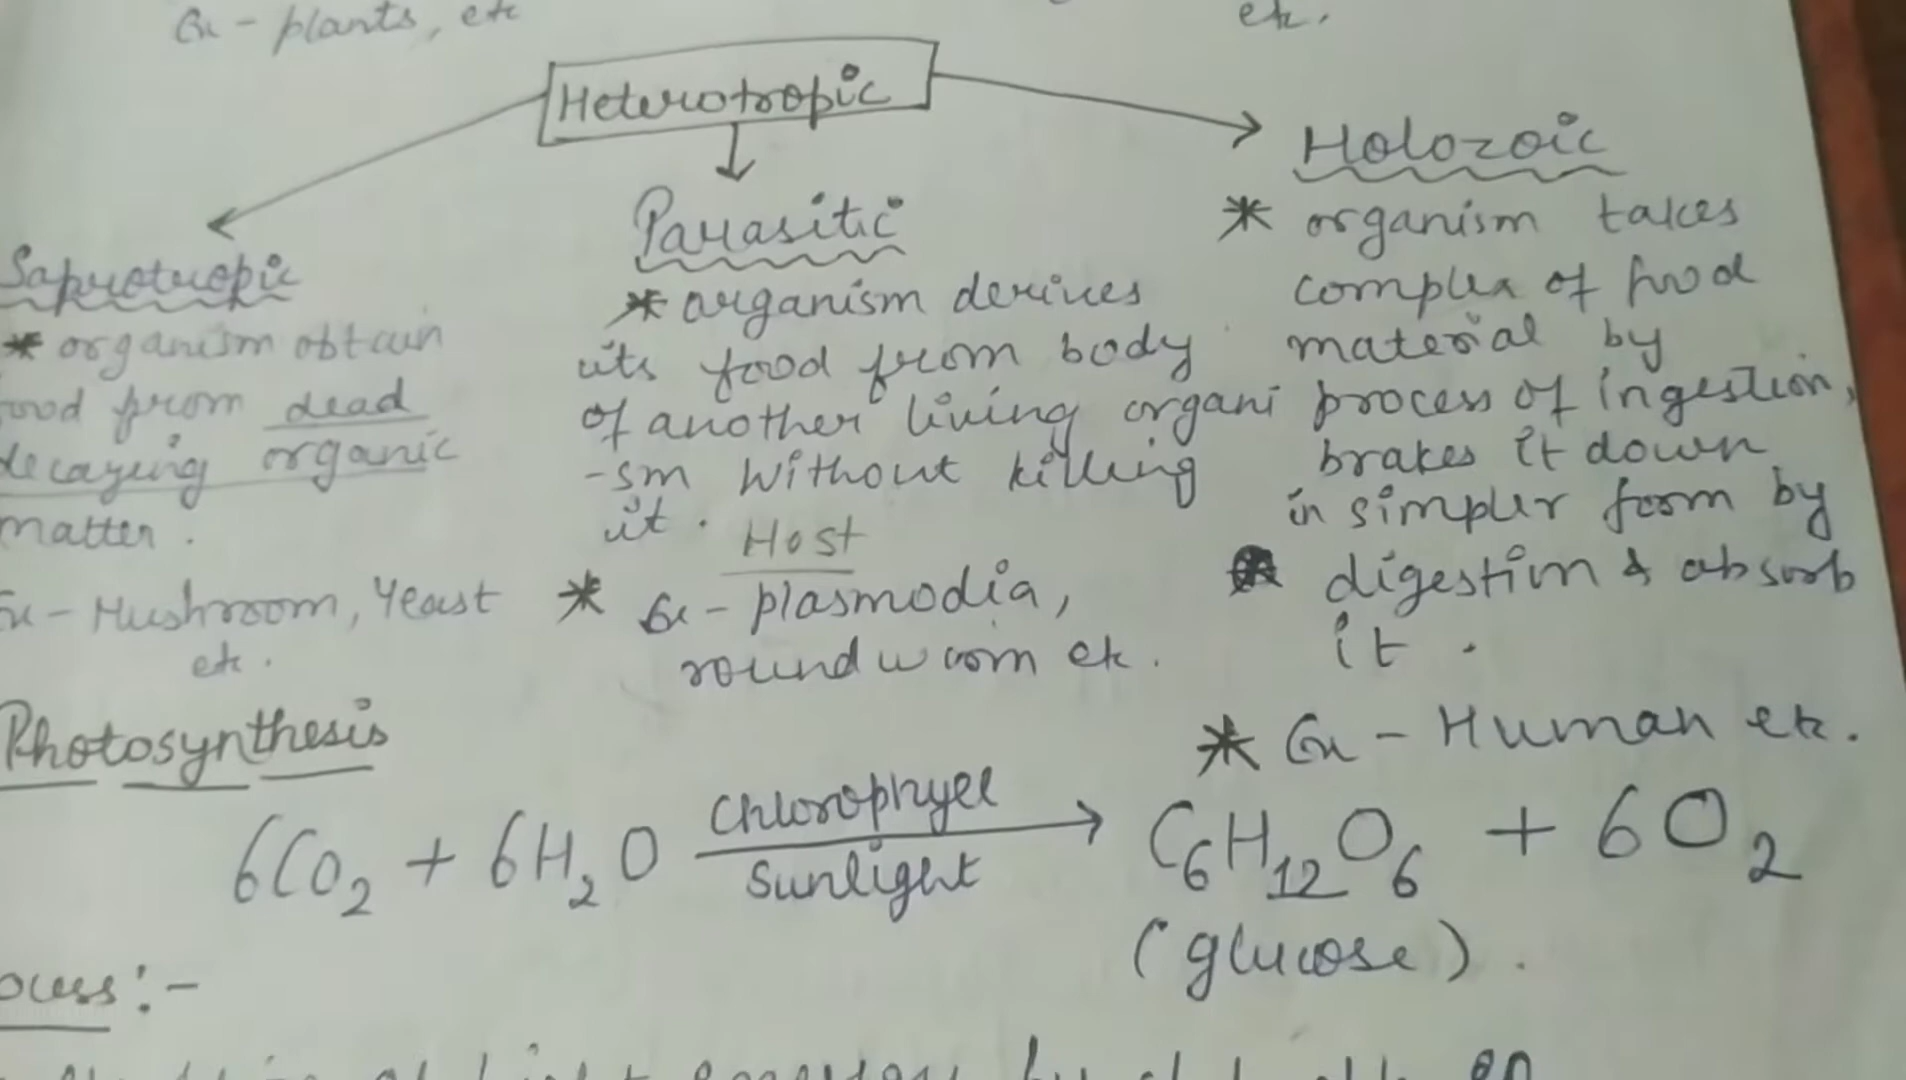 Ex - plants, etc
etc.
Heterotropic
Saprotropic
* organism obtain
food from dead
decaying organic
matter.
Ex - Mushroom, Yeast
etc.
Parasitic
* organism derives
its food from body
of another living organi
-sm without killing
it.
Host
* Ex - plasmodia,
roundworm etc.
Holozoic
* organism takes
complex of food
material by
process of ingestion,
brakes it down
in simpler form by
digestion & absorb
it.
* Ex - Human etc.
Photosynthesis
6CO₂ + 6H₂O Chlorophyll Sunlight → C₆H₁₂O₆ + 6O₂
(glucose).